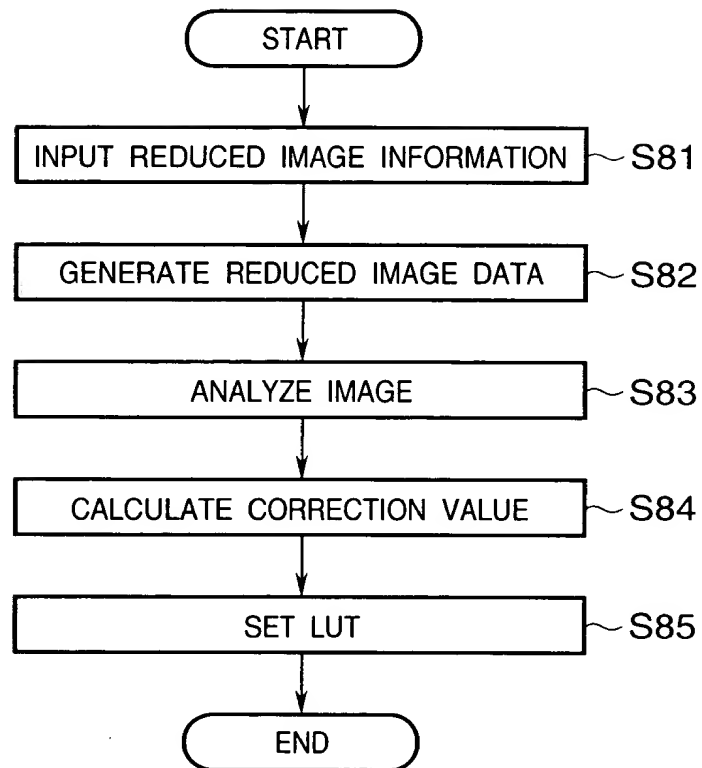 START
INPUT REDUCED IMAGE INFORMATION S81
GENERATE REDUCED IMAGE DATA S82
ANALYZE IMAGE S83
CALCULATE CORRECTION VALUE S84
SET LUT S85
END